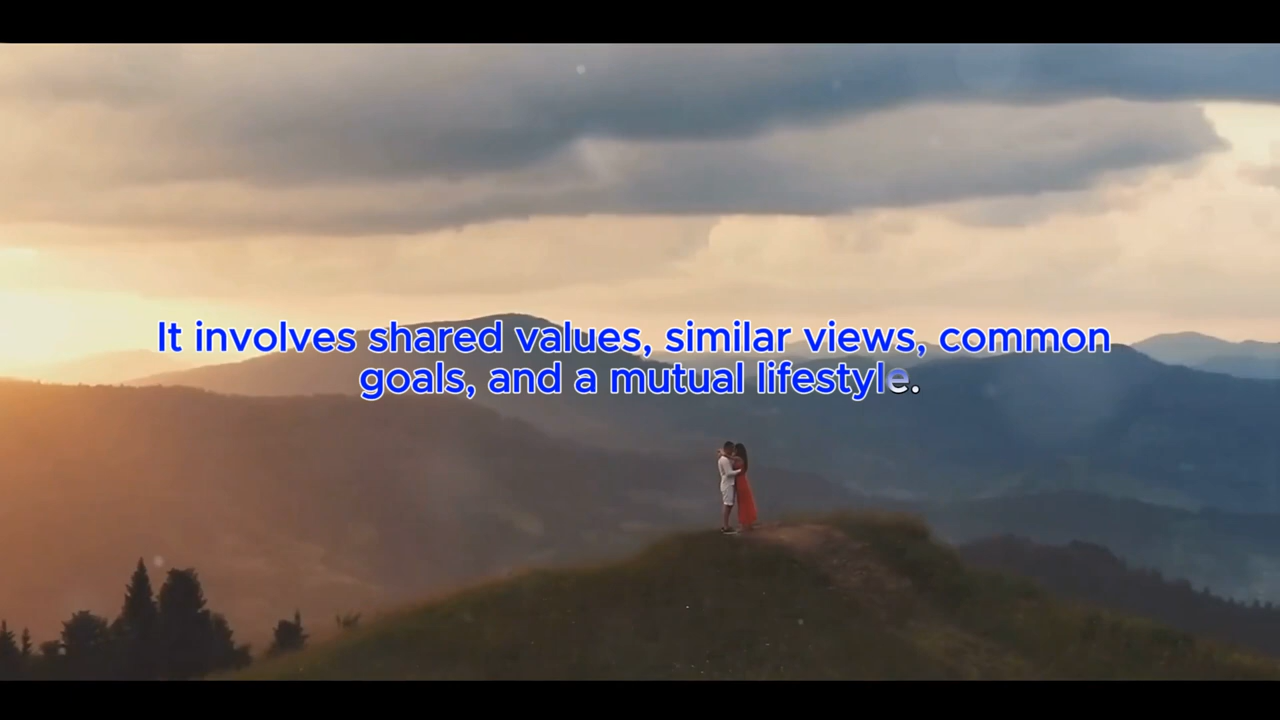 It involves shared values, similar views, common
goals, and a mutual lifestyle.